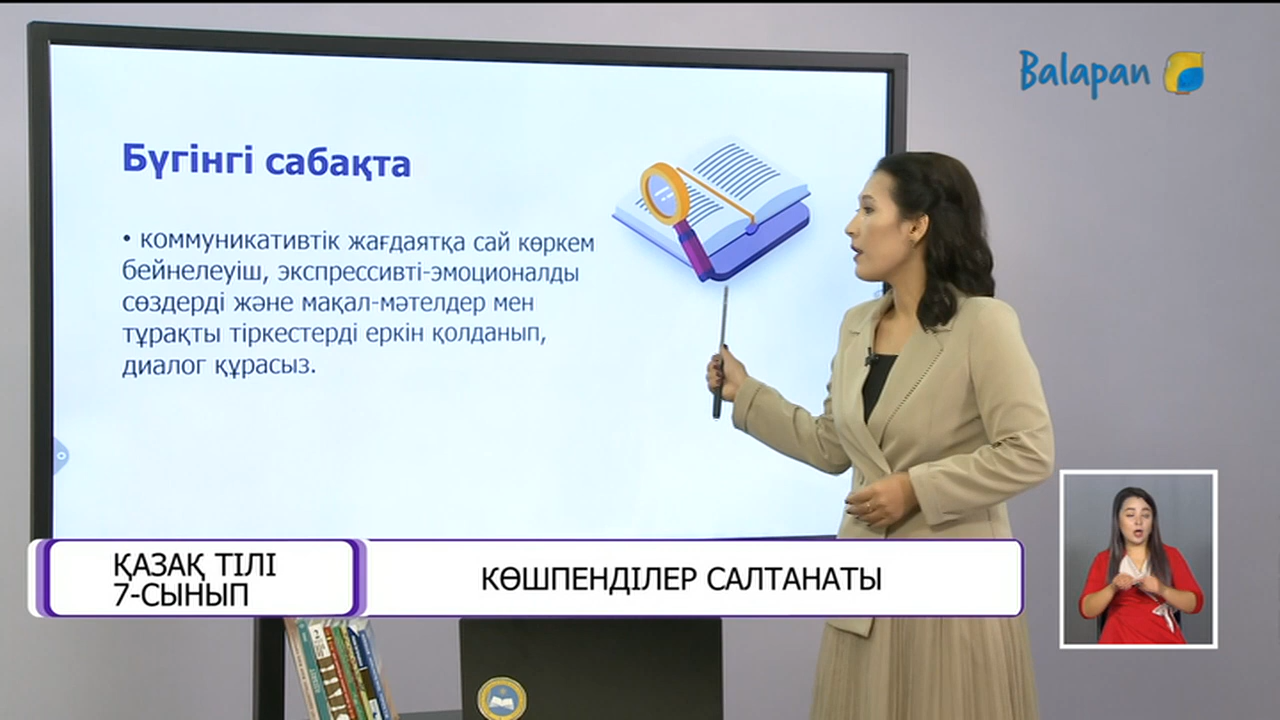 Balapan
Бүгінгі сабақта
• коммуникативтік жағдаятқа сай көркем
бейнелеуіш, экспрессивті-эмоционалды
сөздерді және мақал-мәтелдер мен
тұрақты тіркестерді еркін қолданып,
диалог құрасыз.
ҚАЗАҚ ТІЛІ
7-СЫНЫП
КӨШПЕНДІЛЕР САЛТАНАТЫ